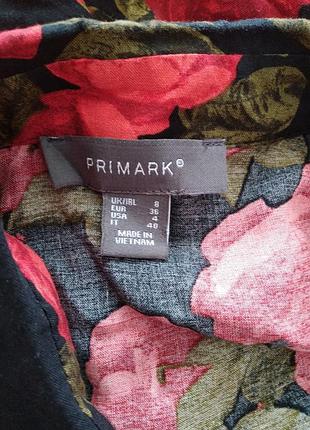 PRIMARK®
UK/IRL 8
EUR 36
USA 4
IT 40
MADE IN
VIETNAM